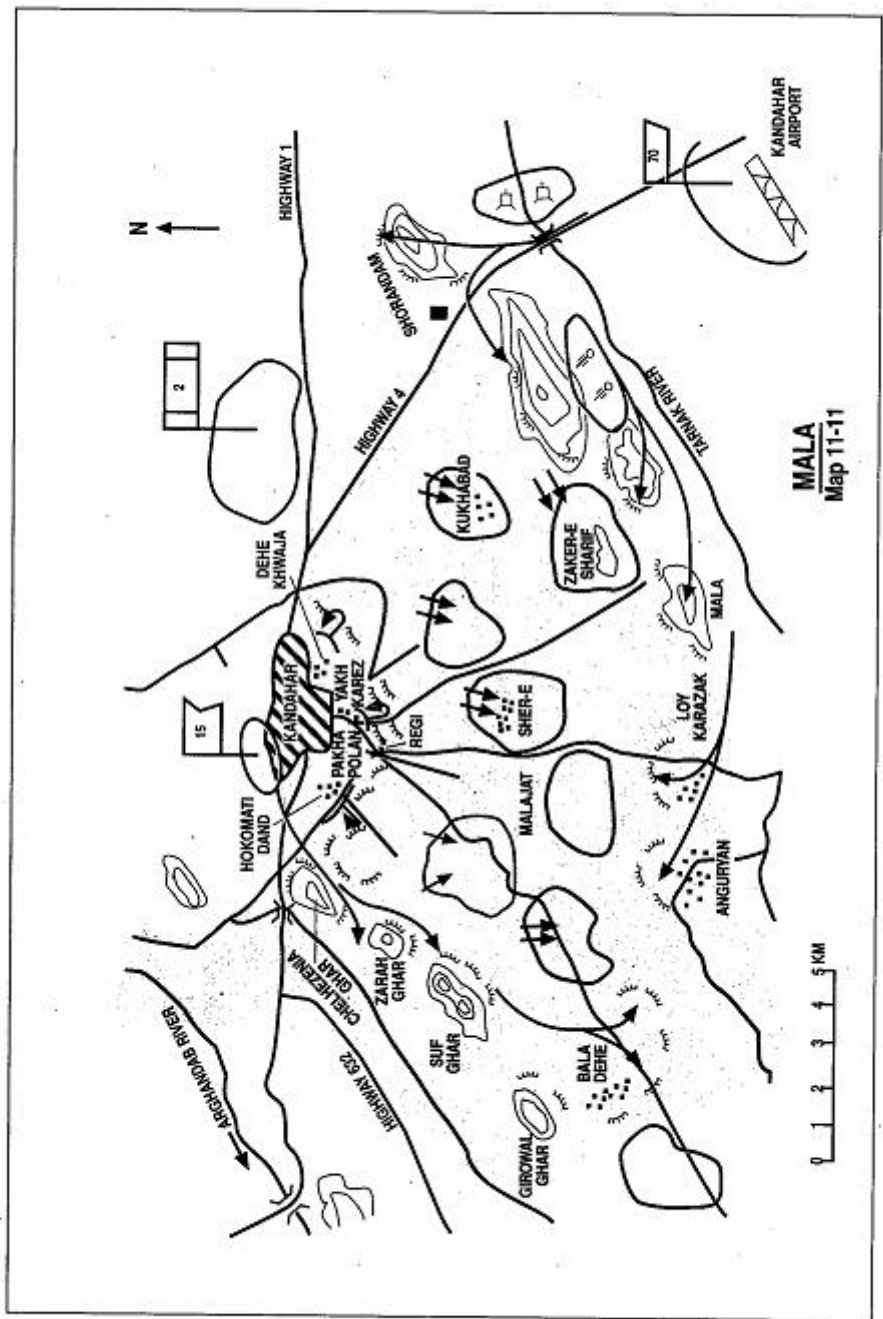 N
ARGHANDAB RIVER
HIGHWAY 632
CHELHEZENIA
GHAR
HOKOMATI
DAND
15
KANDAHAR
DEHE
KHWAJA
2
HIGHWAY 1
PAKHA
POLAN
YAKH
KAREZ
REGI
HIGHWAY 4
SHORANDAM
ZARAH
GHAR
SUF
GHAR
GIROWAL
GHAR
BALA
DEHE
MALAJAT
SHER-E
KUKHABAD
ZAKER-E
SHARIF
LOY
KARAZAK
ANGURYAN
MALA
TARNAK RIVER
70
KANDAHAR
AIRPORT
0 1 2 3 4 5 KM
MALA
Map 11-11